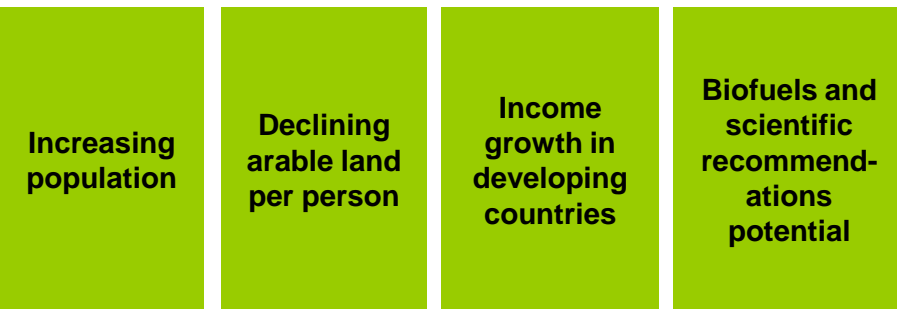 Increasing
population
Declining
arable land
per person
Income
growth in
developing
countries
Biofuels and
scientific
recommend-
ations
potential